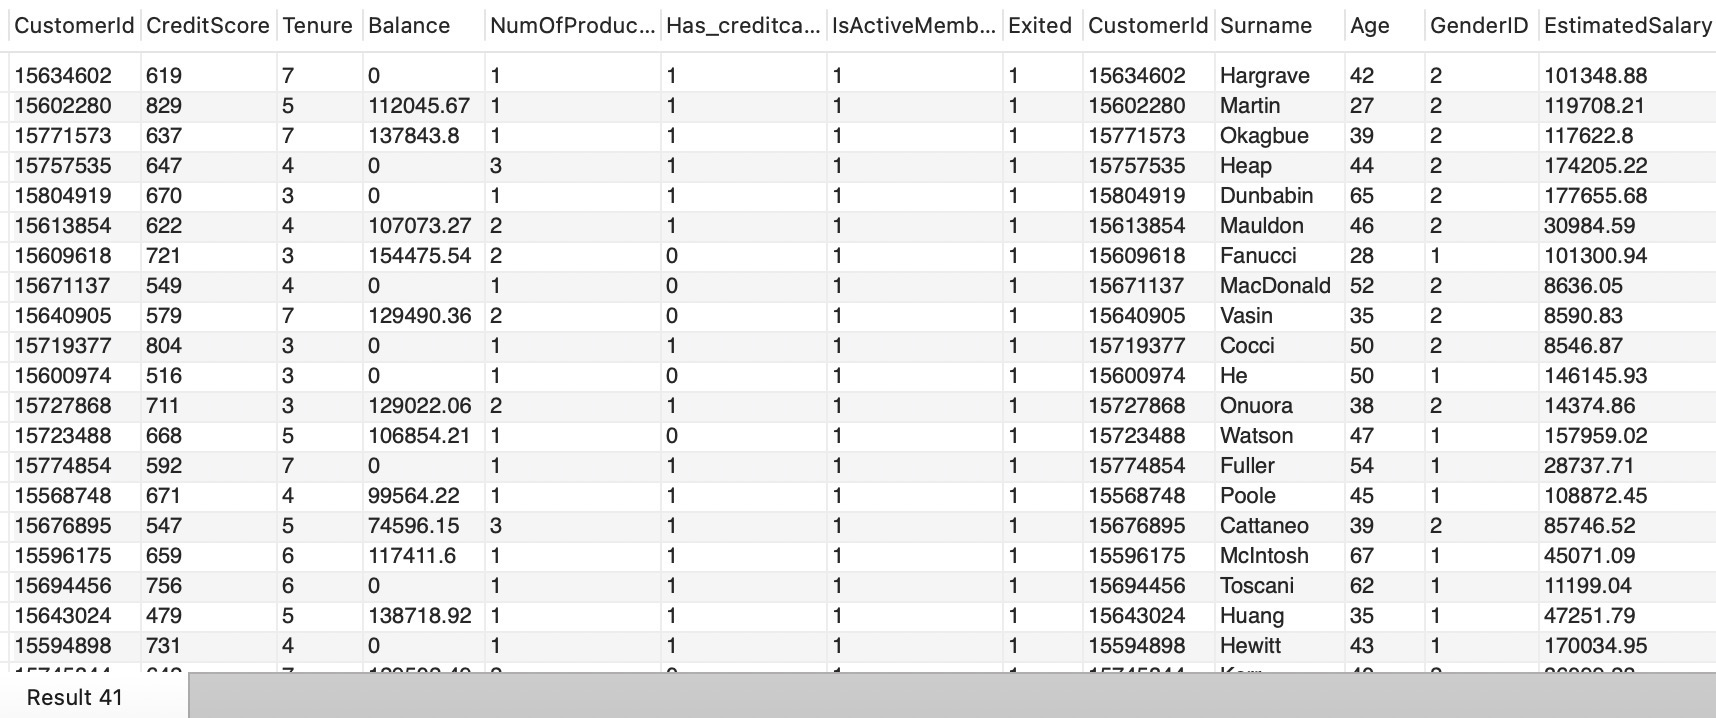 CustomerId CreditScore Tenure Balance NumOfProduc... Has_creditca... IsActiveMemb... Exited CustomerId Surname Age GenderID EstimatedSalary
15634602 619 7 0 1 1 1 1 15634602 Hargrave 42 2 101348.88
15602280 829 5 112045.67 1 1 1 1 15602280 Martin 27 2 119708.21
15771573 637 7 137843.8 1 1 1 1 15771573 Okagbue 39 2 117622.8
15757535 647 4 0 3 1 1 1 15757535 Heap 44 2 174205.22
15804919 670 3 0 1 1 1 1 15804919 Dunbabin 65 2 177655.68
15613854 622 4 107073.27 2 1 1 1 15613854 Mauldon 46 2 30984.59
15609618 721 3 154475.54 2 0 1 1 15609618 Fanucci 28 1 101300.94
15671137 549 4 0 1 0 1 1 15671137 MacDonald 52 2 8636.05
15640905 579 7 129490.36 2 0 1 1 15640905 Vasin 35 2 8590.83
15719377 804 3 0 1 1 1 1 15719377 Cocci 50 2 8546.87
15600974 516 3 0 1 0 1 1 15600974 He 50 1 146145.93
15727868 711 3 129022.06 2 1 1 1 15727868 Onuora 38 2 14374.86
15723488 668 5 106854.21 1 0 1 1 15723488 Watson 47 1 157959.02
15774854 592 7 0 1 1 1 1 15774854 Fuller 54 1 28737.71
15568748 671 4 99564.22 1 1 1 1 15568748 Poole 45 1 108872.45
15676895 547 5 74596.15 3 1 1 1 15676895 Cattaneo 39 2 85746.52
15596175 659 6 117411.6 1 1 1 1 15596175 McIntosh 67 1 45071.09
15694456 756 6 0 1 1 1 1 15694456 Toscani 62 1 11199.04
15643024 479 5 138718.92 1 1 1 1 15643024 Huang 35 1 47251.79
15594898 731 4 0 1 1 1 1 15594898 Hewitt 43 1 170034.95
Result 41